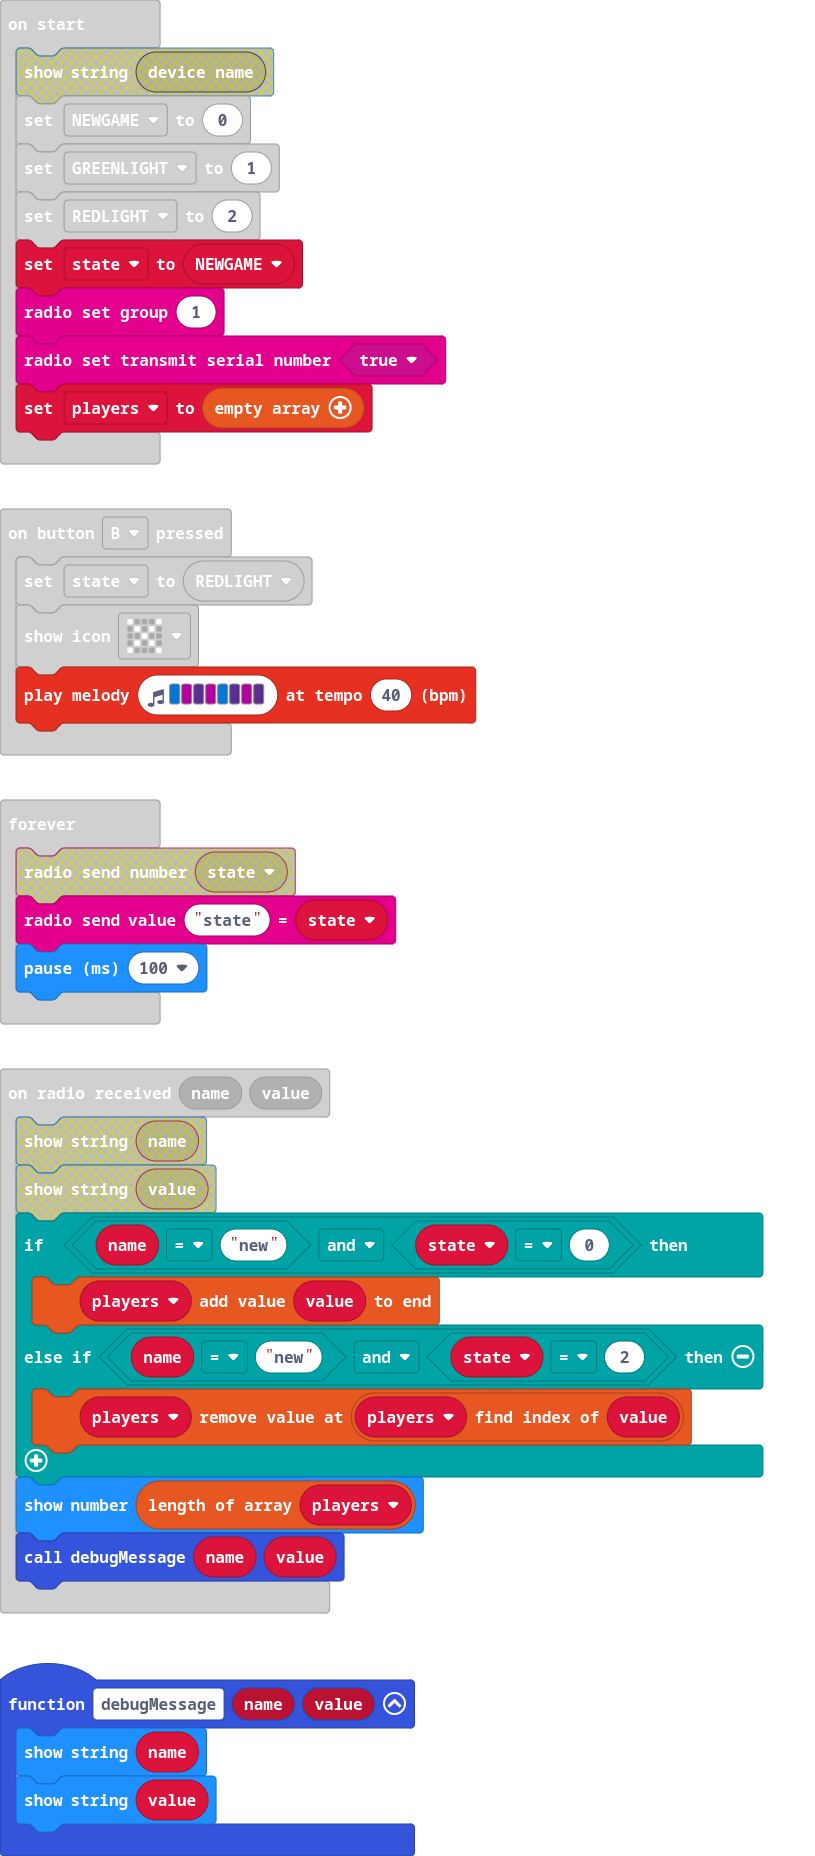 on start
show string device name
set NEWGAME to 0
set GREENLIGHT to 1
set REDLIGHT to 2
set state to NEWGAME
radio set group 1
radio set transmit serial number true
set players to empty array
on button B pressed
set state to REDLIGHT
show icon
play melody at tempo 40 (bpm)
forever
radio send number state
radio send value "state" = state
pause (ms) 100
on radio received name value
show string name
show string value
if name = "new" and state = 0 then
players add value value to end
else if name = "new" and state = 2 then
players remove value at players find index of value
show number length of array players
call debugMessage name value
function debugMessage name value
show string name
show string value